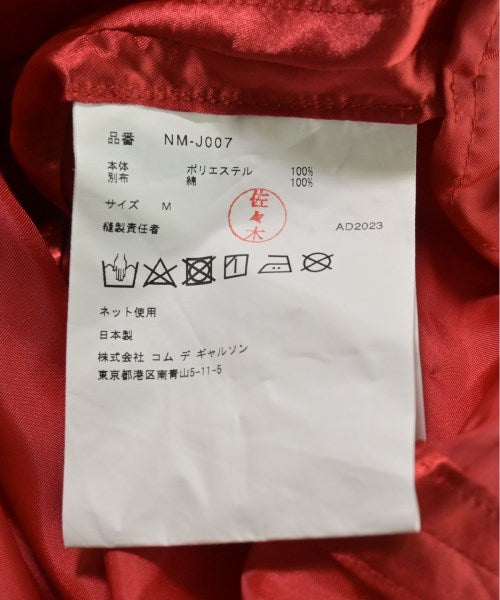 品番 NM-J007
本体 ポリエステル 100%
別布 綿 100%
サイズ M
佐々木
縫製責任者 AD2023
ネット使用
日本製
株式会社 コム デ ギャルソン
東京都港区南青山5-11-5